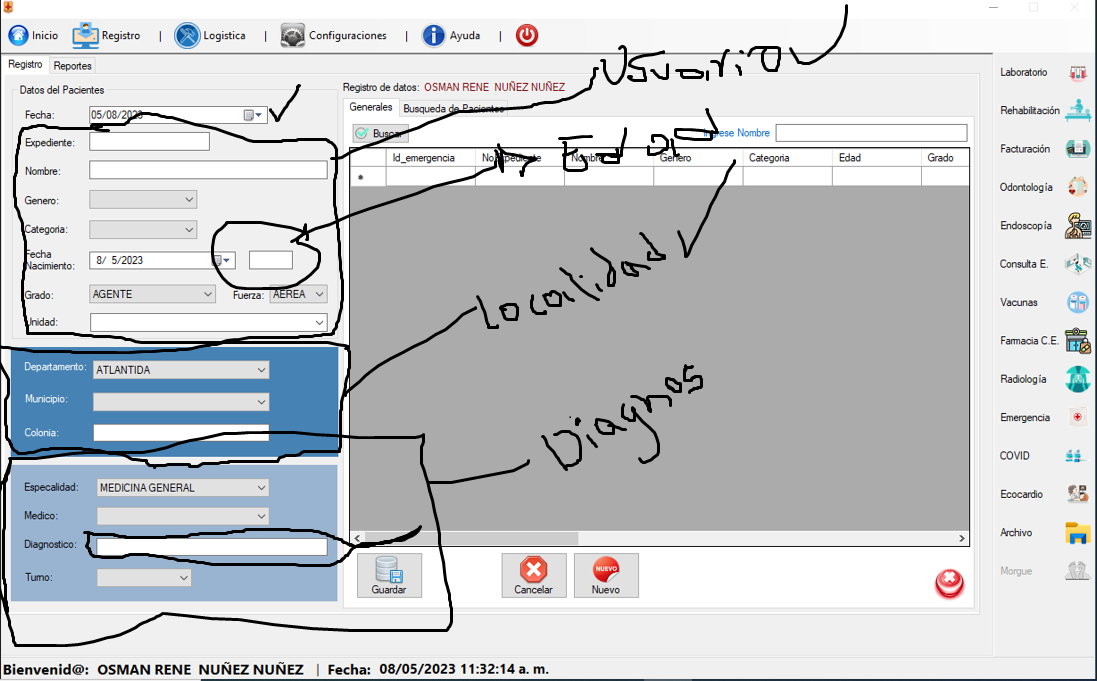 Inicio Registro | Logistica | Configuraciones | Ayuda |
Registro Reportes
Datos del Pacientes
Fecha: 05/08/2023
Expediente:
Nombre:
Genero:
Categoria:
Fecha
Nacimiento: 8/ 5/2023
Grado: AGENTE Fuerza: AEREA
Unidad:
Departamento: ATLANTIDA
Municipio:
Colonia:
Especalidad: MEDICINA GENERAL
Medico:
Diagnostico:
Turno:
Registro de datos: OSMAN RENE NUÑEZ NUÑEZ
Generales Busqueda de Pacientes
Buscar Ingrese Nombre
Id_emergencia Nombre Genero Categoria Edad Grado
Usuario
Edad
Localidad
Diagnos
Guardar Cancelar NUEVO Nuevo
Laboratorio
Rehabilitación
Facturación
Odontología
Endoscopía
Consulta E.
Vacunas
Farmacia C.E.
Radiología
Emergencia
COVID
Ecocardio
Archivo
Morgue
Bienvenid@: OSMAN RENE NUÑEZ NUÑEZ | Fecha: 08/05/2023 11:32:14 a. m.